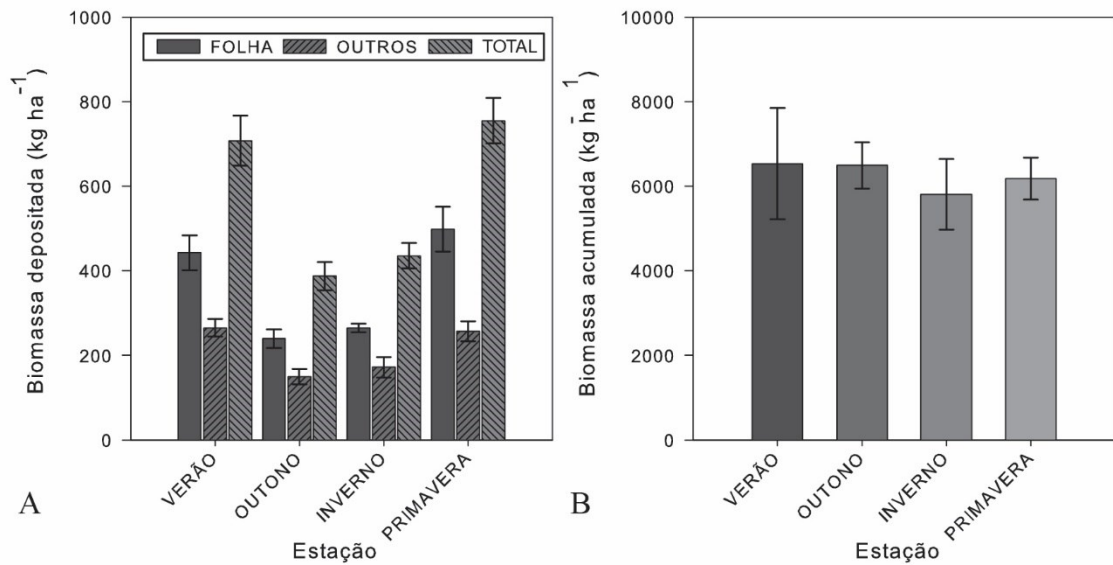 Biomassa depositada (kg ha⁻¹)
1000
800
600
400
200
0
FOLHA OUTROS TOTAL
VERÃO
OUTONO
INVERNO
PRIMAVERA
Estação
A
Biomassa acumulada (kg ha⁻¹)
10000
8000
6000
4000
2000
0
VERÃO
OUTONO
INVERNO
PRIMAVERA
Estação
B